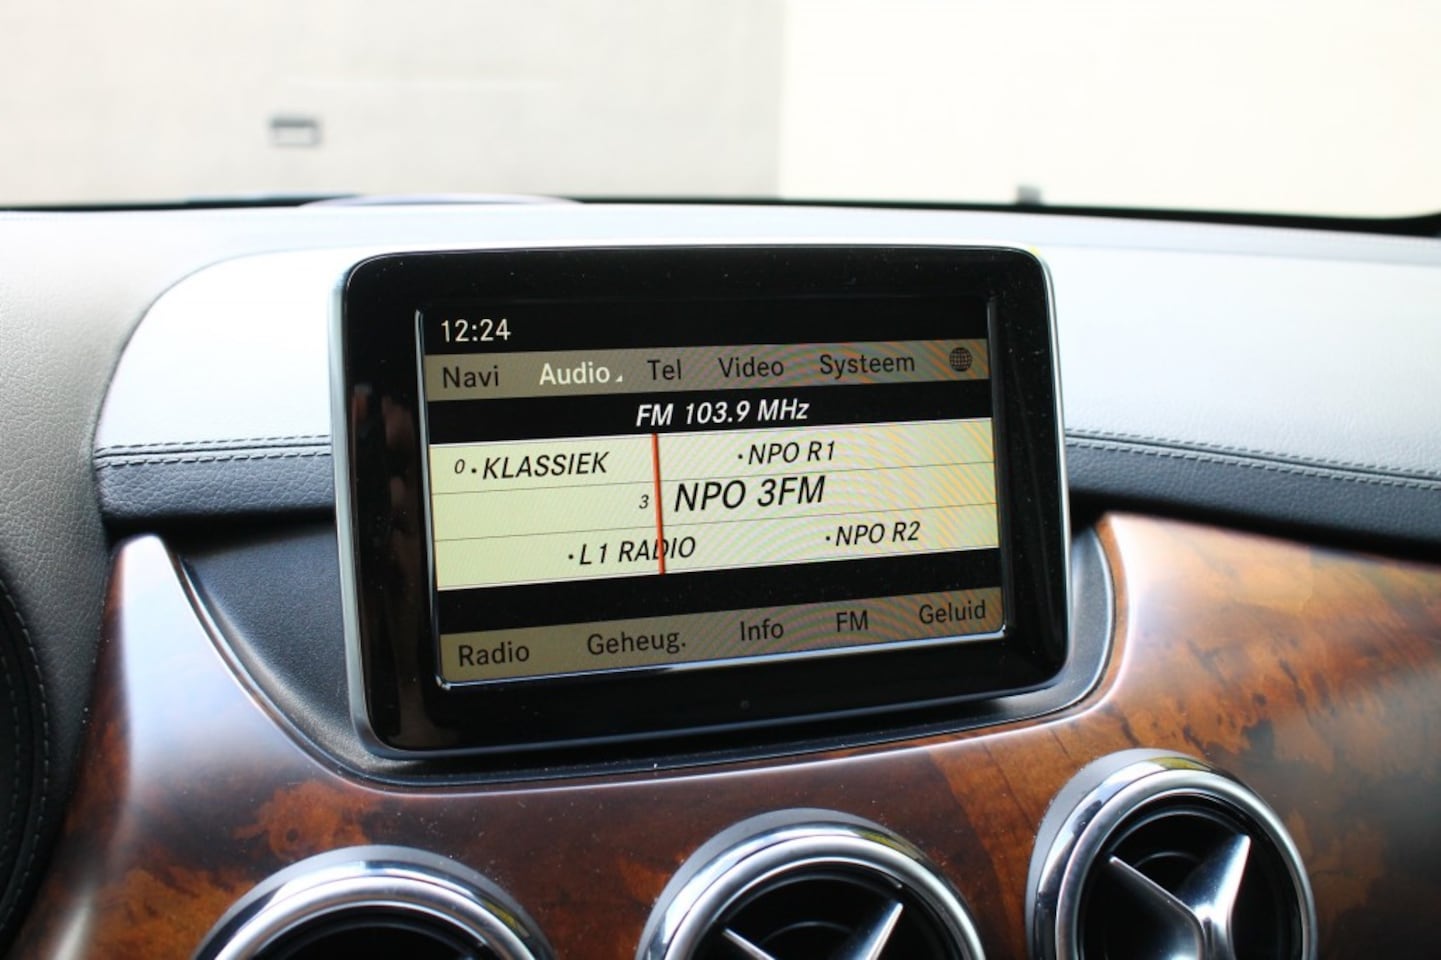 12:24
Navi Audio Tel Video Systeem
FM 103.9 MHz
0 · KLASSIEK · NPO R1
3 NPO 3FM
· L1 RADIO · NPO R2
Radio Geheug. Info FM Geluid